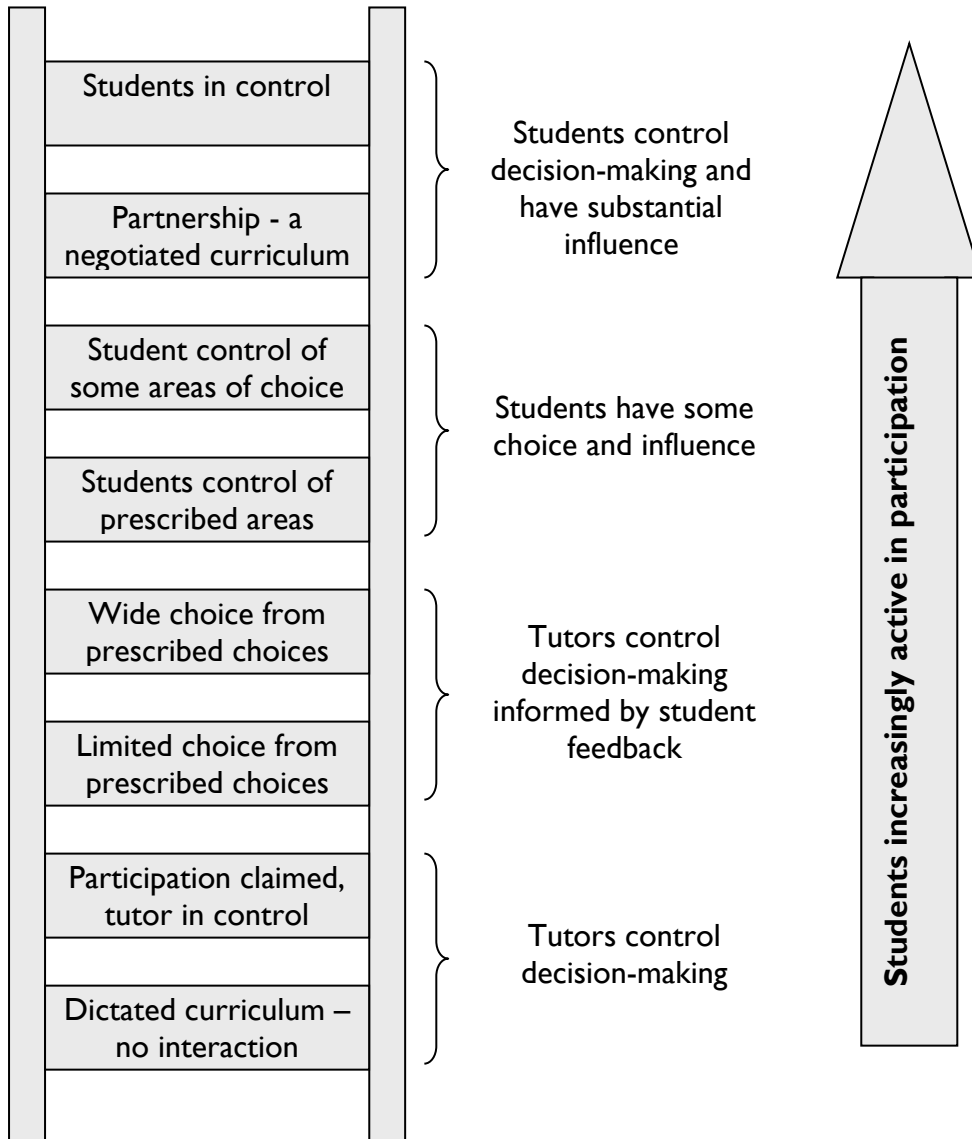 Students in control
Students control
decision-making and
have substantial
influence
Partnership - a
negotiated curriculum
Student control of
some areas of choice
Students have some
choice and influence
Students control of
prescribed areas
Wide choice from
prescribed choices
Tutors control
decision-making
informed by student
feedback
Limited choice from
prescribed choices
Participation claimed,
tutor in control
Tutors control
decision-making
Dictated curriculum –
no interaction
Students increasingly active in participation